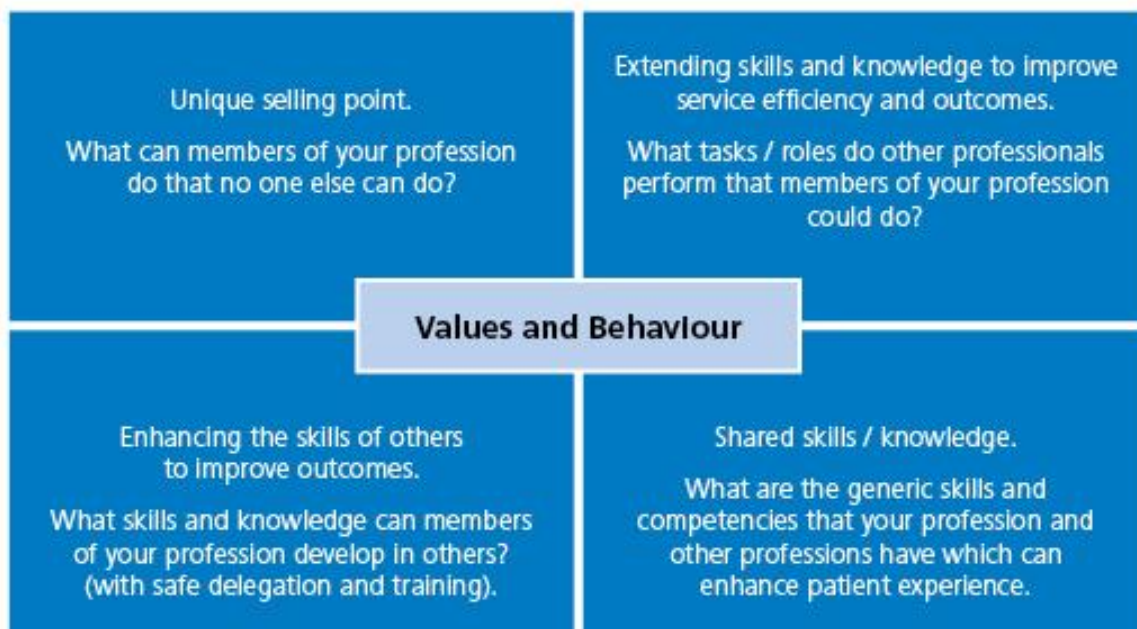 Unique selling point.
What can members of your profession
do that no one else can do?
Extending skills and knowledge to improve
service efficiency and outcomes.
What tasks / roles do other professionals
perform that members of your profession
could do?
Values and Behaviour
Enhancing the skills of others
to improve outcomes.
What skills and knowledge can members
of your profession develop in others?
(with safe delegation and training).
Shared skills / knowledge.
What are the generic skills and
competencies that your profession and
other professions have which can
enhance patient experience.